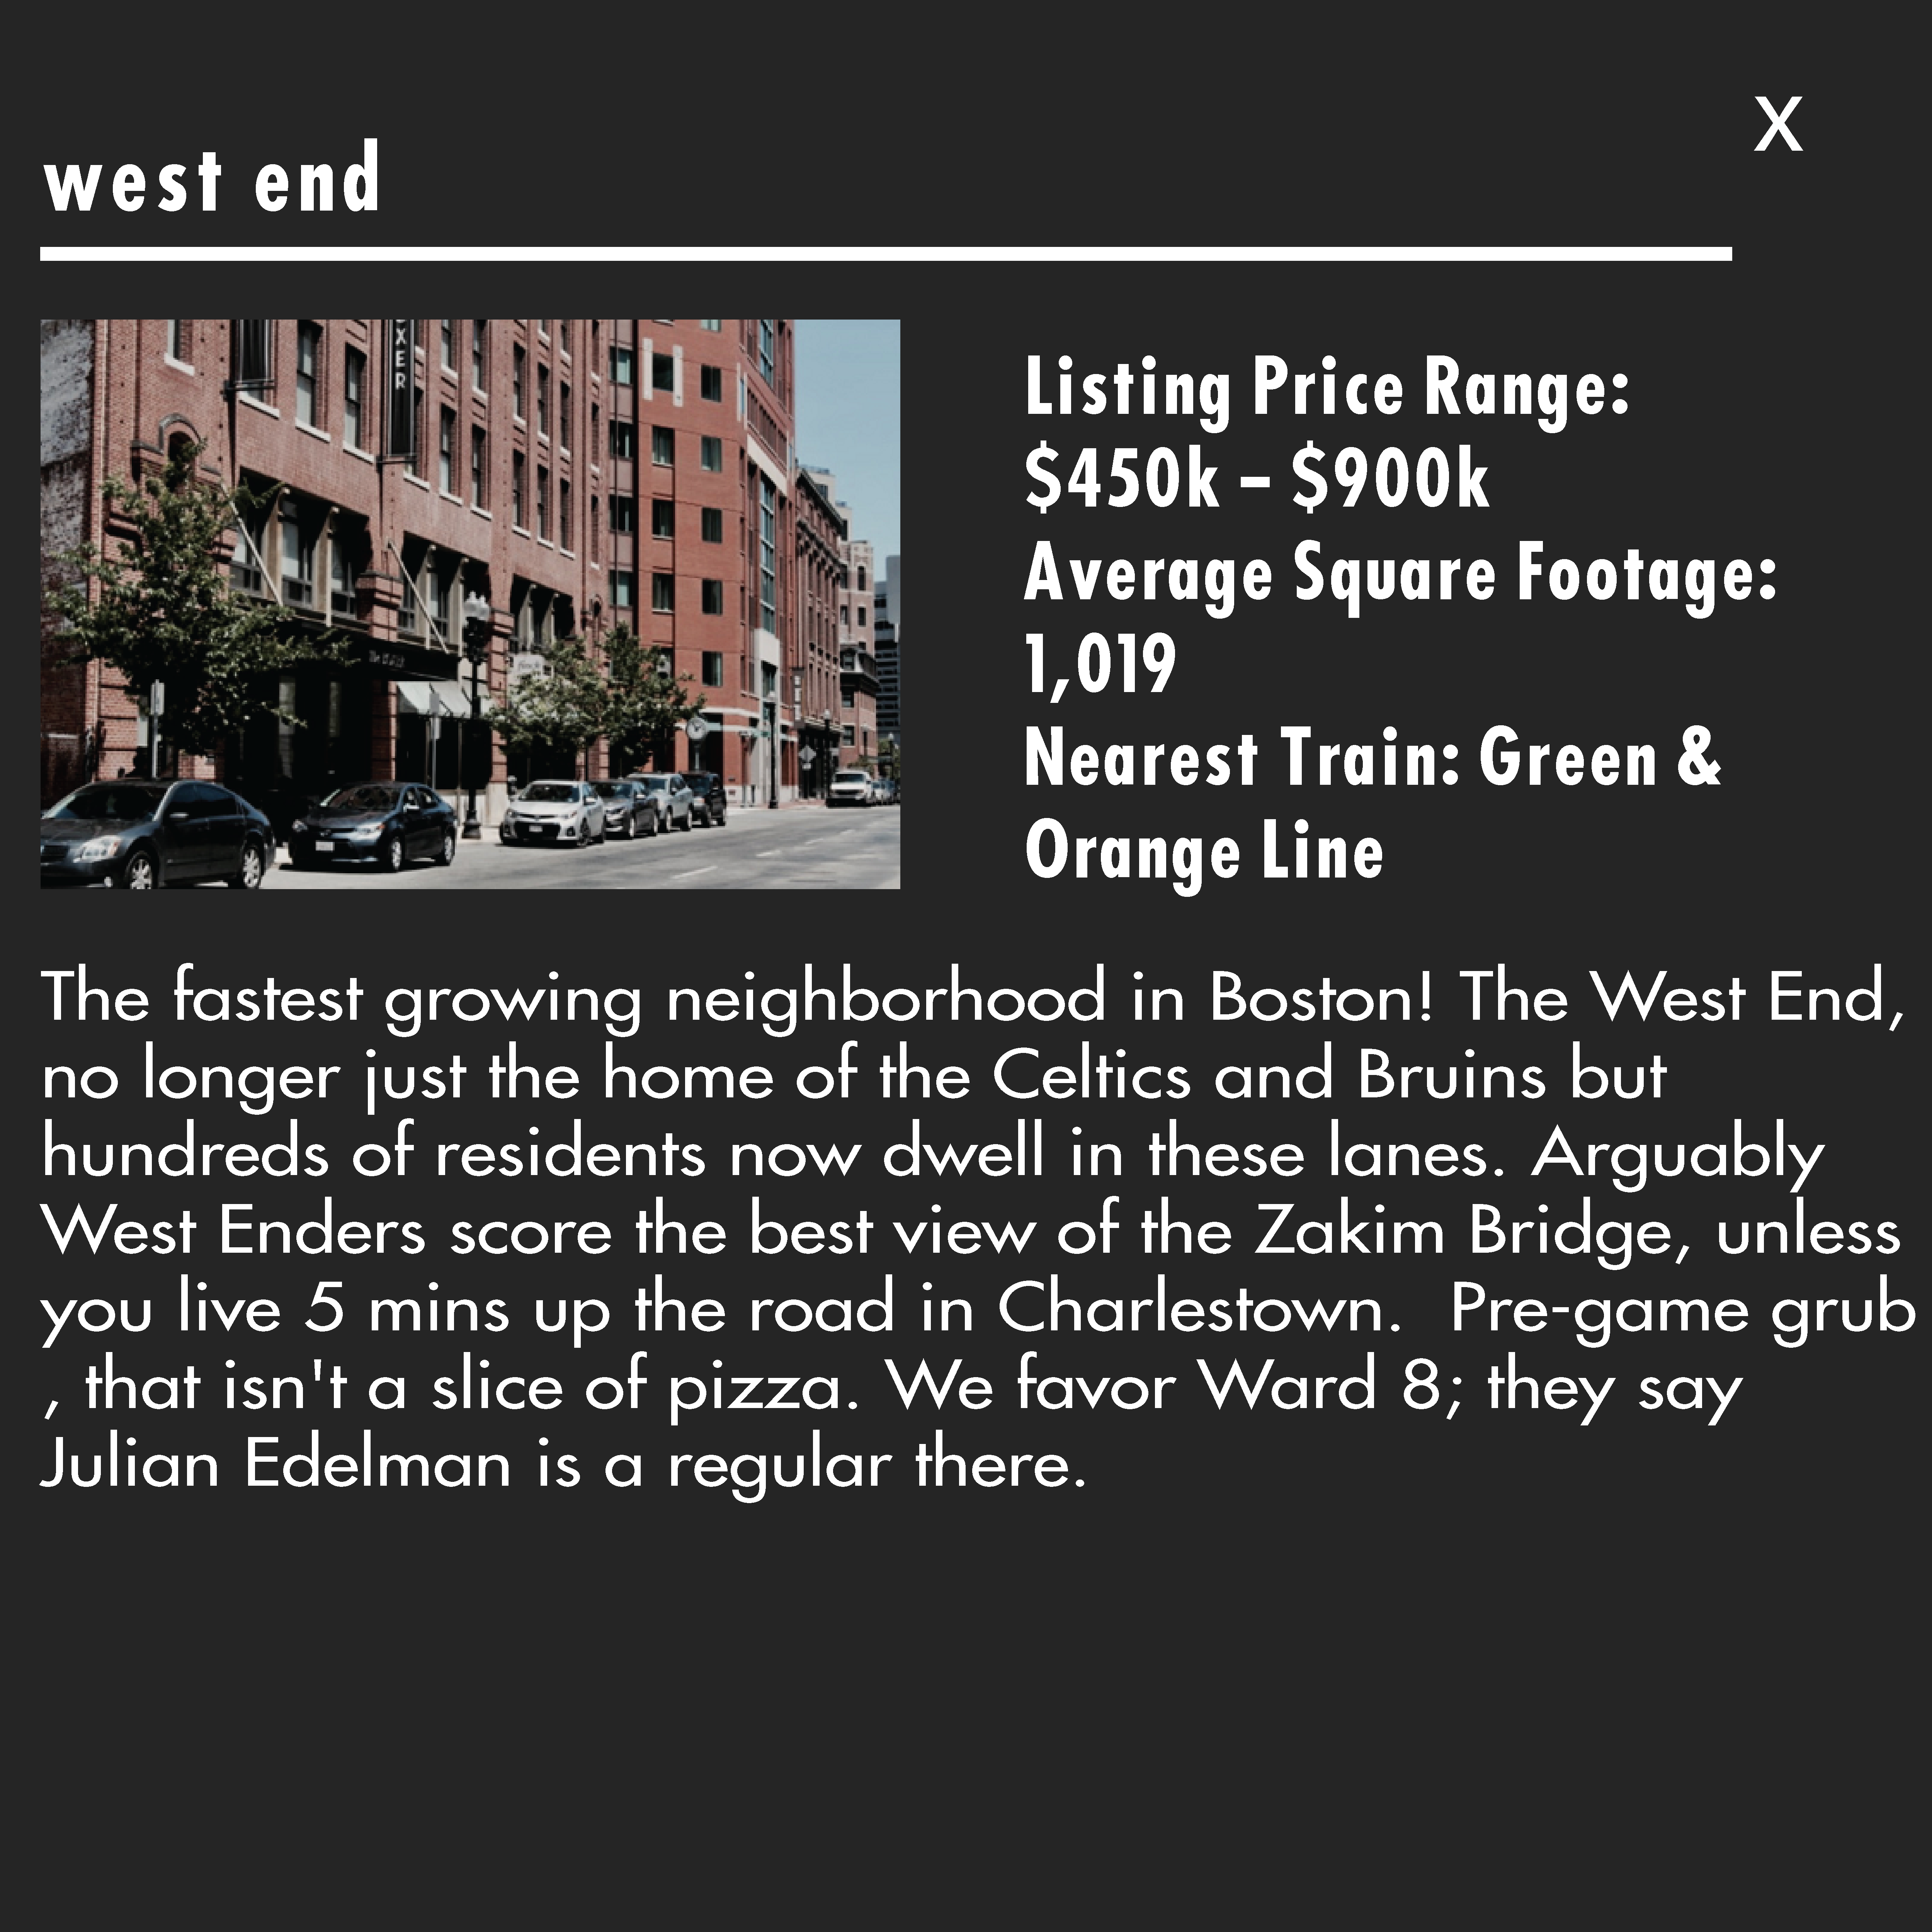 X
west end
XER
Listing Price Range:
$450k – $900k
Average Square Footage:
1,019
Nearest Train: Green &
Orange Line
The fastest growing neighborhood in Boston! The West End,
no longer just the home of the Celtics and Bruins but
hundreds of residents now dwell in these lanes. Arguably
West Enders score the best view of the Zakim Bridge, unless
you live 5 mins up the road in Charlestown.  Pre-game grub
, that isn't a slice of pizza. We favor Ward 8; they say
Julian Edelman is a regular there.